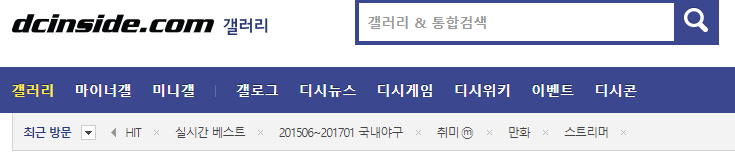 dcinside.com 갤러리
갤러리 & 통합검색
갤러리 마이너갤 미니갤 갤로그 디시뉴스 디시게임 디시위키 이벤트 디시콘
최근 방문 HIT 실시간 베스트 201506~201701 국내야구 취미 ⓜ 만화 스트리머